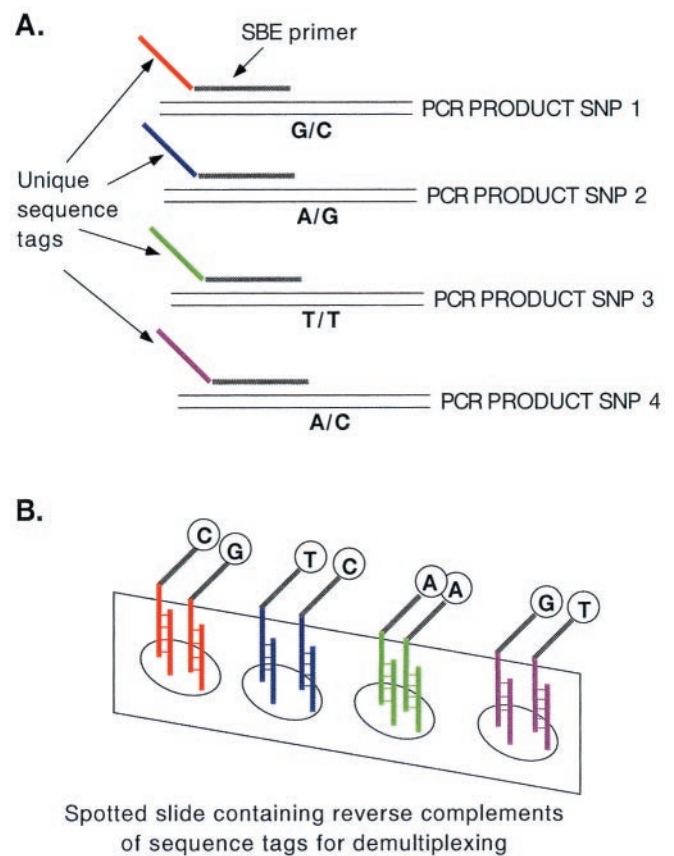 A.
SBE primer
PCR PRODUCT SNP 1
G/C
Unique
sequence
tags
PCR PRODUCT SNP 2
A/G
PCR PRODUCT SNP 3
T/T
PCR PRODUCT SNP 4
A/C
B.
C G T C A A G T
Spotted slide containing reverse complements
of sequence tags for demultiplexing